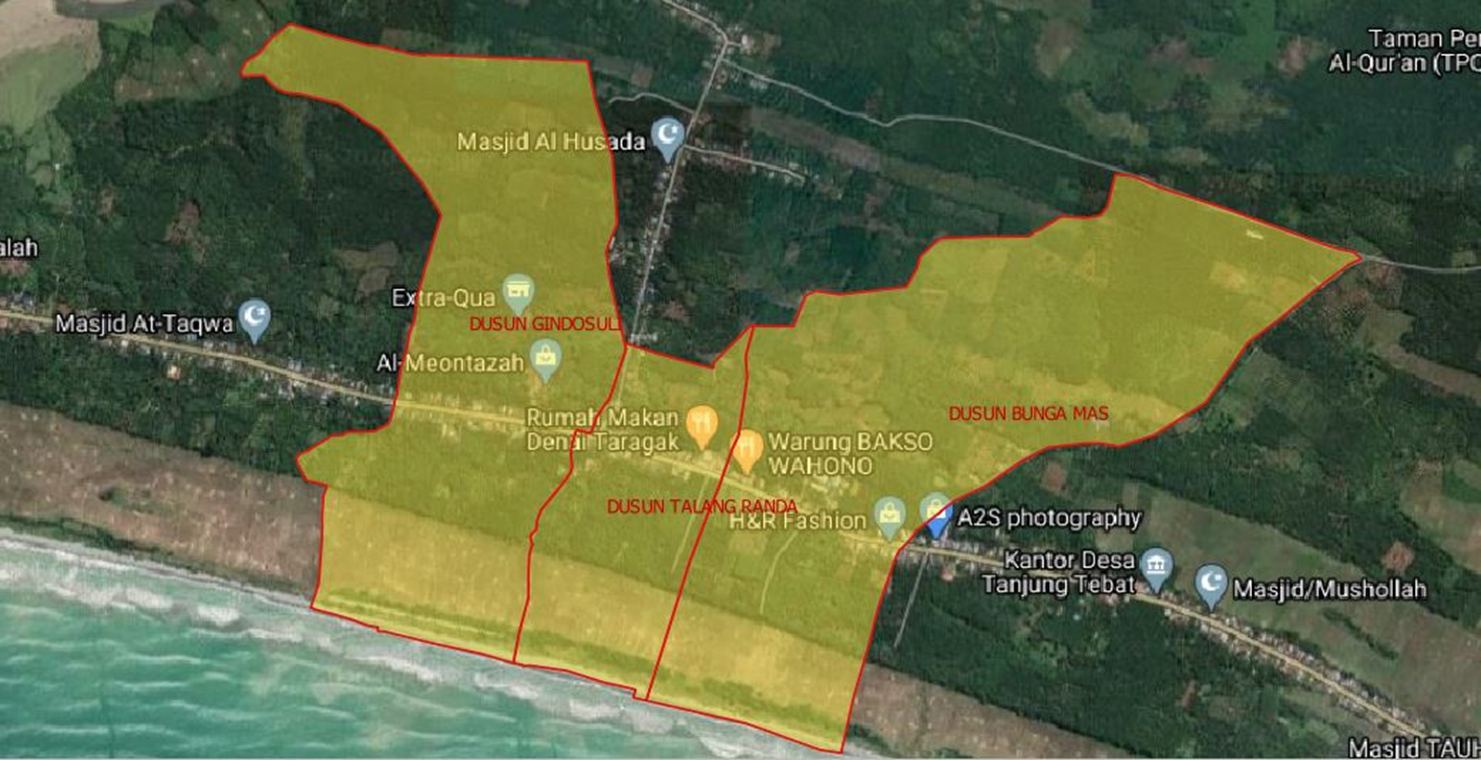 Taman Pe
Al-Qur'an (TPC
Masjid Al Husada
alah
Extra-Qua
Masjid At-Taqwa
DUSUN GINDOSULI
Al-Meontazah
Rumah Makan
Dendi Taragak
DUSUN BUNGA MAS
Warung BAKSO
WAHONO
DUSUN TALANG RANDA
H&R Fashion
A2S photography
Kantor Desa
Tanjung Tebat
Masjid/Mushollah
Masjid TAUH